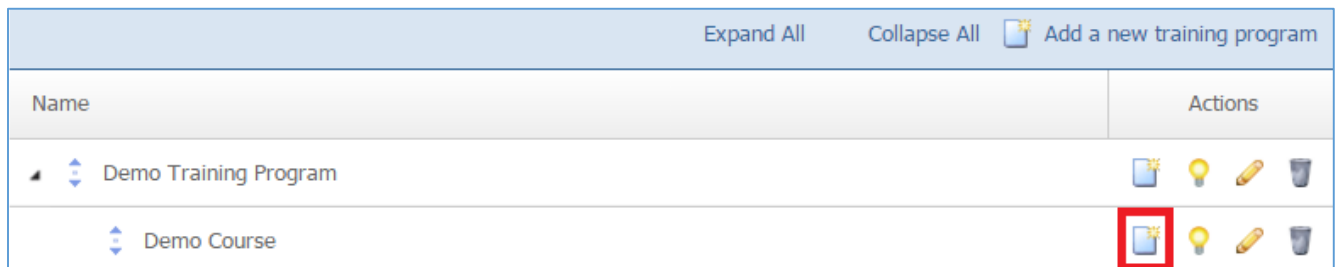 Expand All Collapse All Add a new training program
Name Actions
Demo Training Program
Demo Course